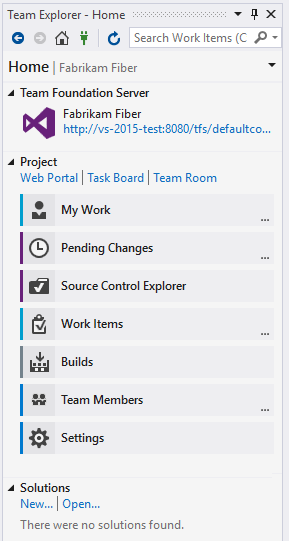 Team Explorer - Home
Search Work Items (C
Home | Fabrikam Fiber
Team Foundation Server
Fabrikam Fiber
http://vs-2015-test:8080/tfs/defaultco...
Project
Web Portal | Task Board | Team Room
My Work
...
Pending Changes
...
Source Control Explorer
Work Items
...
Builds
Team Members
...
Settings
Solutions
New... | Open...
There were no solutions found.